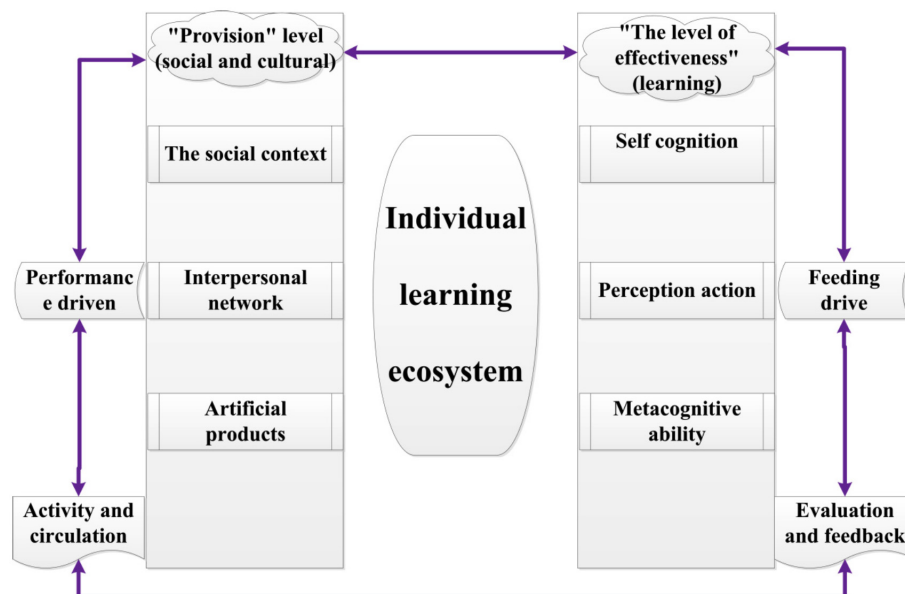 "Provision" level
(social and cultural)
"The level of
effectiveness"
(learning)
The social context
Self cognition
Individual
learning
ecosystem
Performanc
e driven
Interpersonal
network
Perception action
Feeding
drive
Artificial
products
Metacognitive
ability
Activity and
circulation
Evaluation
and feedback